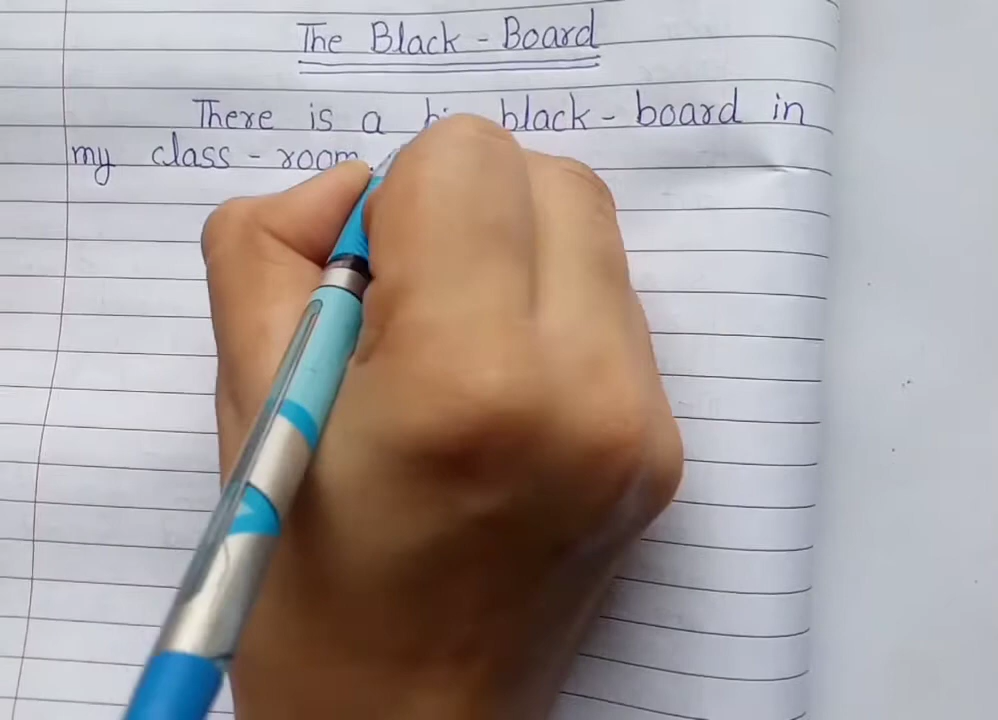 The Black - Board
There is a black - board in
my class - room.